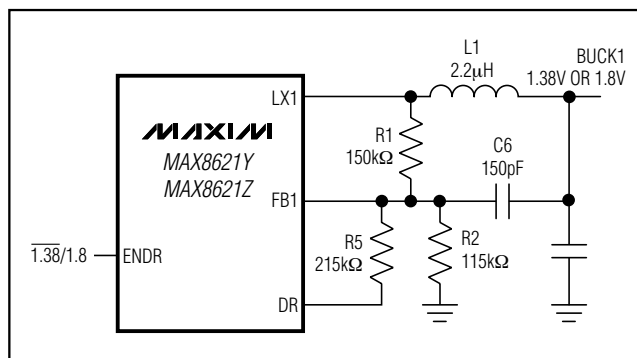 L1
2.2μH
BUCK1
1.38V OR 1.8V
LX1
MAXIM
MAX8621Y
MAX8621Z
R1
150kΩ
C6
150pF
FB1
R5
215kΩ
R2
115kΩ
1.38/1.8
ENDR
DR